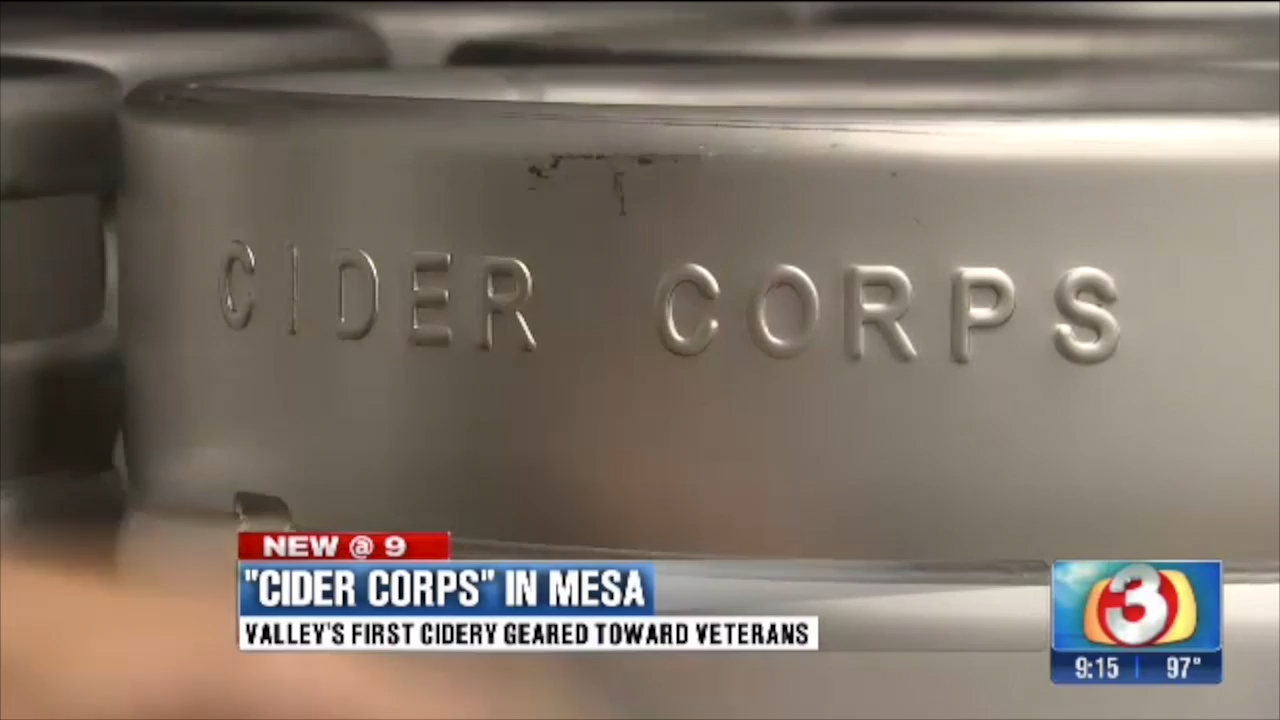 CIDER CORPS
NEW @ 9
"CIDER CORPS" IN MESA
VALLEY'S FIRST CIDERY GEARED TOWARD VETERANS
3
9:15 97°